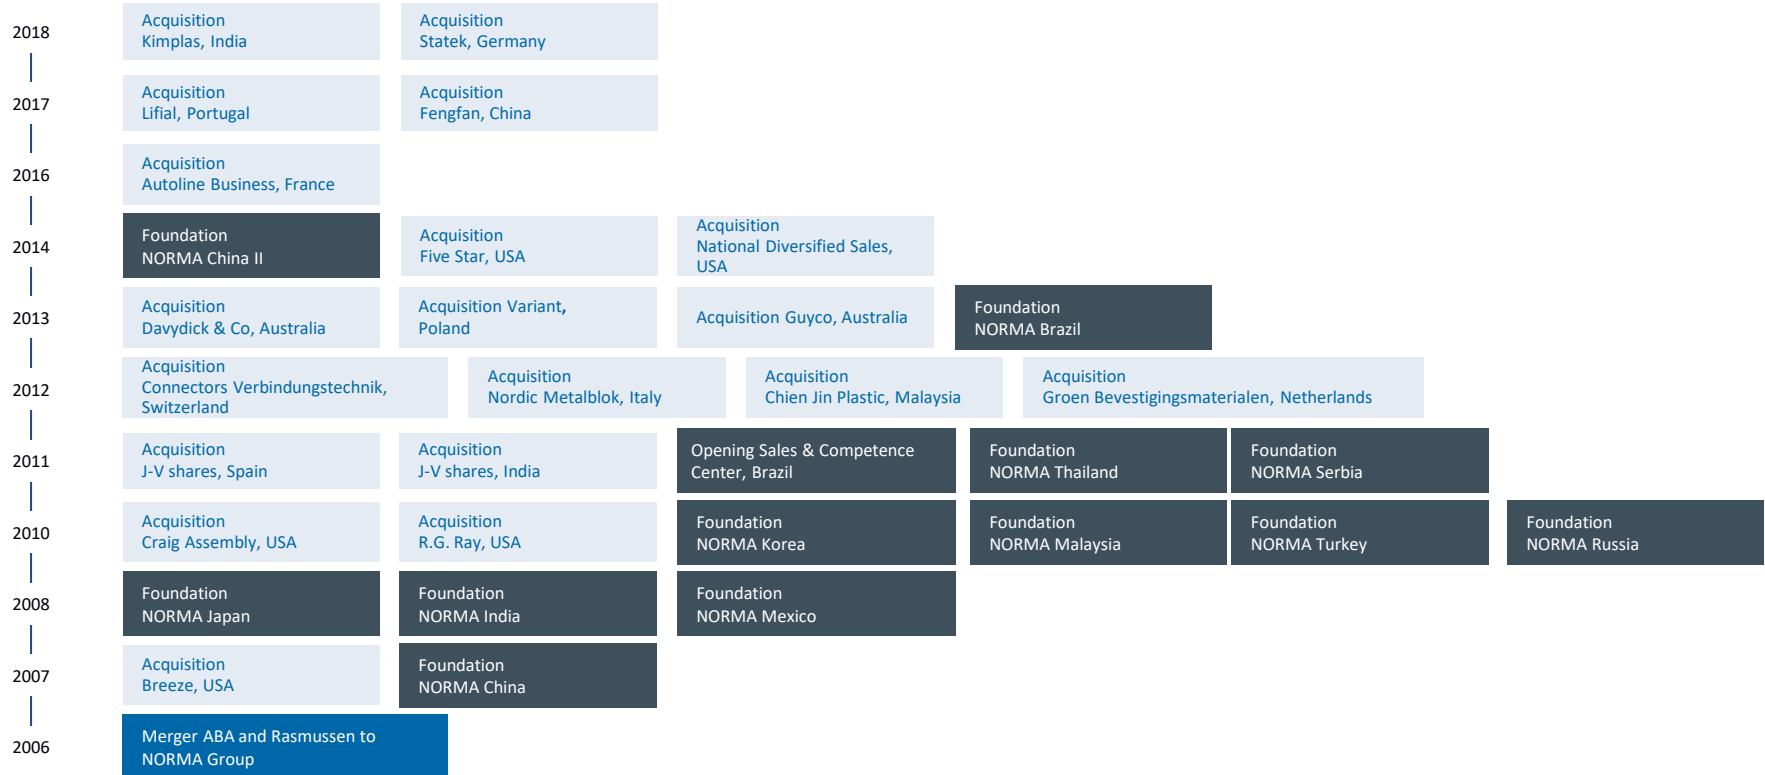 2018
Acquisition
Kimplas, India
Acquisition
Statek, Germany
2017
Acquisition
Lifial, Portugal
Acquisition
Fengfan, China
2016
Acquisition
Autoline Business, France
2014
Foundation
NORMA China II
Acquisition
Five Star, USA
Acquisition
National Diversified Sales,
USA
2013
Acquisition
Davydick & Co, Australia
Acquisition Variant,
Poland
Acquisition Guyco, Australia
Foundation
NORMA Brazil
2012
Acquisition
Connectors Verbindungstechnik,
Switzerland
Acquisition
Nordic Metalblok, Italy
Acquisition
Chien Jin Plastic, Malaysia
Acquisition
Groen Bevestigingsmaterialen, Netherlands
2011
Acquisition
J-V shares, Spain
Acquisition
J-V shares, India
Opening Sales & Competence
Center, Brazil
Foundation
NORMA Thailand
Foundation
NORMA Serbia
2010
Acquisition
Craig Assembly, USA
Acquisition
R.G. Ray, USA
Foundation
NORMA Korea
Foundation
NORMA Malaysia
Foundation
NORMA Turkey
Foundation
NORMA Russia
2008
Foundation
NORMA Japan
Foundation
NORMA India
Foundation
NORMA Mexico
2007
Acquisition
Breeze, USA
Foundation
NORMA China
2006
Merger ABA and Rasmussen to
NORMA Group